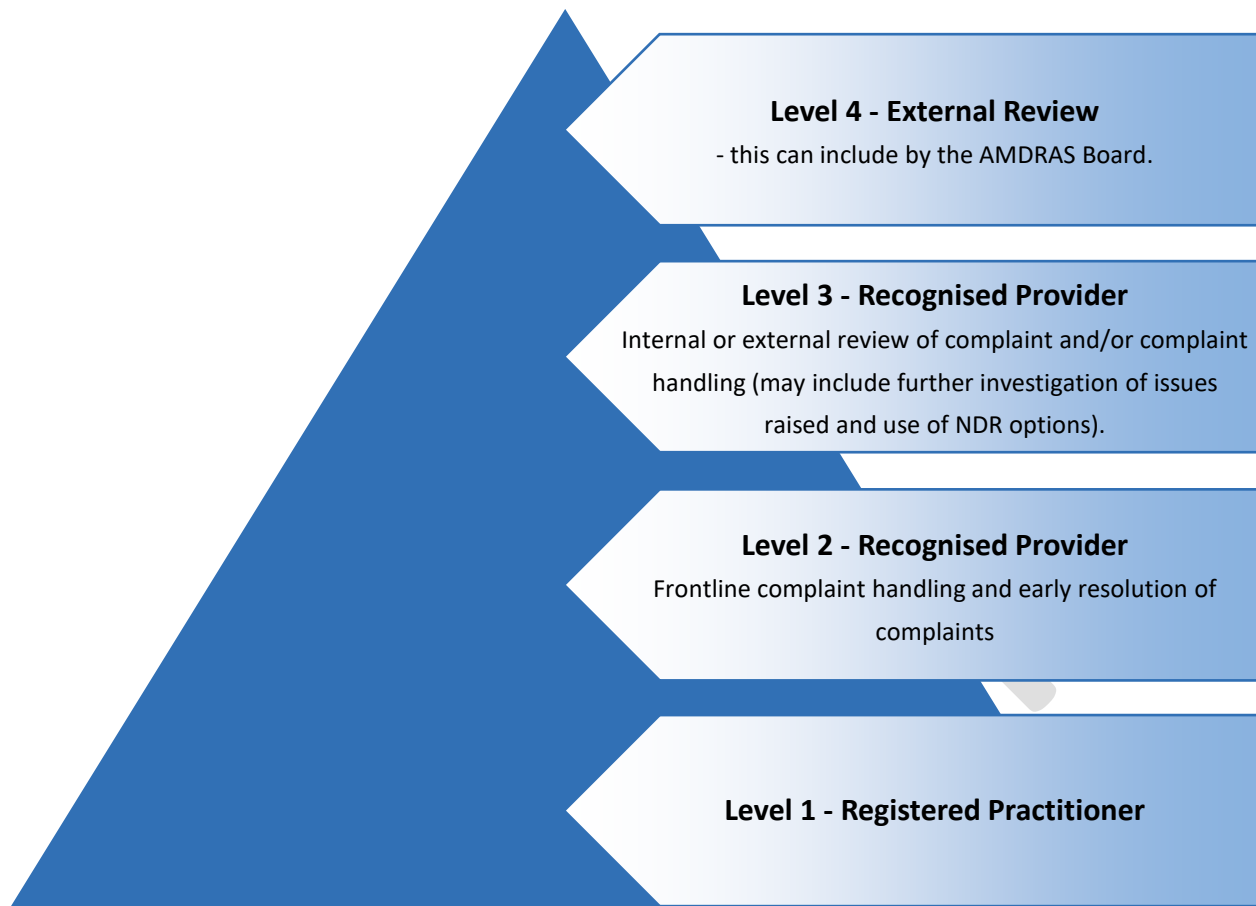 Level 4 - External Review
- this can include by the AMDRAS Board.
Level 3 - Recognised Provider
Internal or external review of complaint and/or complaint
handling (may include further investigation of issues
raised and use of NDR options).
Level 2 - Recognised Provider
Frontline complaint handling and early resolution of
complaints
Level 1 - Registered Practitioner